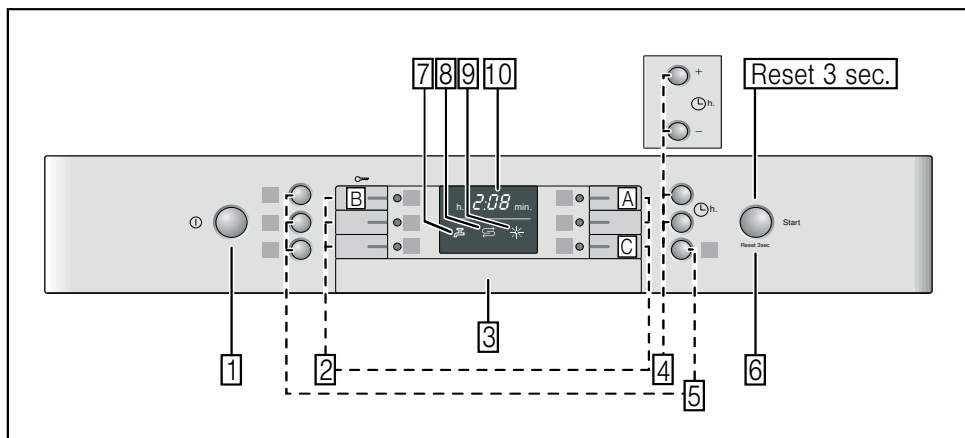 7 8 9 10
+
h.
−
Reset 3 sec.
B
h. 2:08 min.
A
h.
Start
C
Reset 3sec
3
1
2
4
6
5